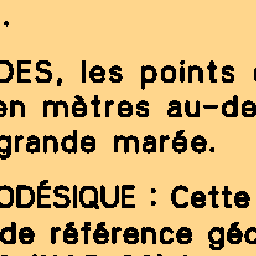 .
DES, les points
en mètres au-de
grande marée.
ODÉSIQUE : Cette
de référence géo